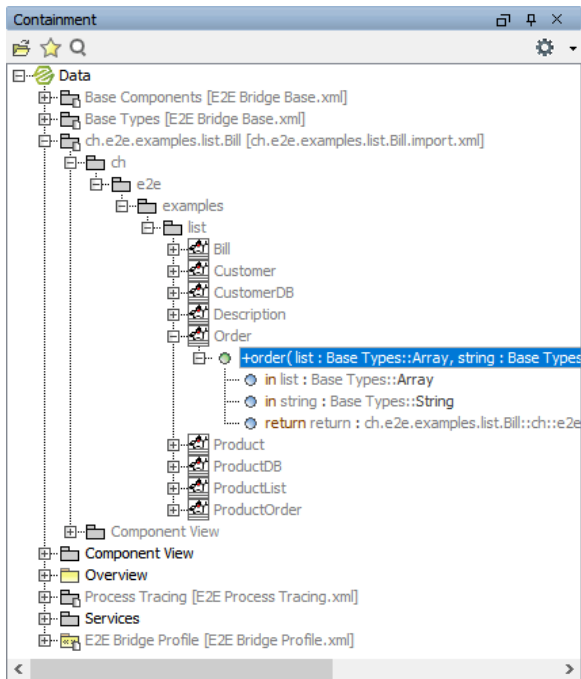 Containment
Data
Base Components [E2E Bridge Base.xml]
Base Types [E2E Bridge Base.xml]
ch.e2e.examples.list.Bill [ch.e2e.examples.list.Bill.import.xml]
ch
e2e
examples
list
Bill
Customer
CustomerDB
Description
Order
+order( list : Base Types::Array, string : Base Types
in list : Base Types::Array
in string : Base Types::String
return return : ch.e2e.examples.list.Bill::ch::e2e
Product
ProductDB
ProductList
ProductOrder
Component View
Component View
Overview
Process Tracing [E2E Process Tracing.xml]
Services
E2E Bridge Profile [E2E Bridge Profile.xml]